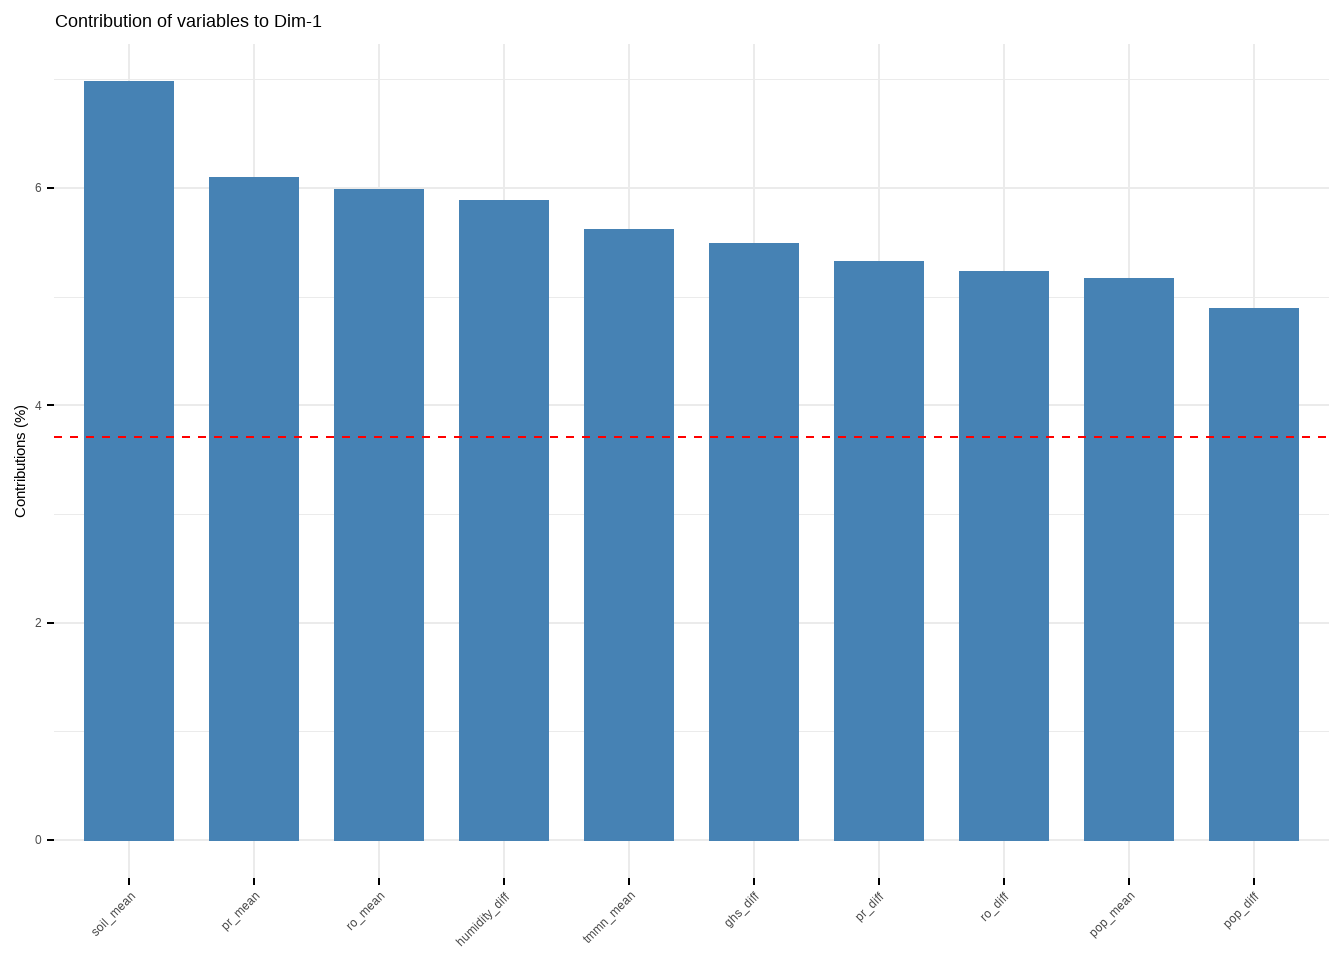 Contribution of variables to Dim-1
Contributions (%)
6
4
2
0
soil_mean
pr_mean
ro_mean
humidity_diff
tmmn_mean
ghs_diff
pr_diff
ro_diff
pop_mean
pop_diff